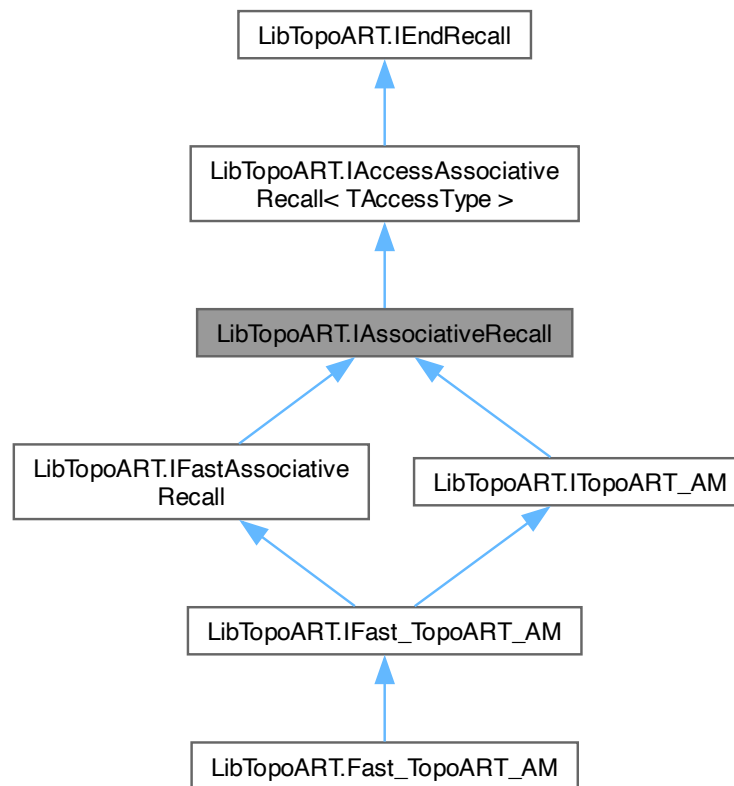 LibTopoART.IEndRecall
LibTopoART.IAccessAssociative
Recall< TAccessType >
LibTopoART.IAssociativeRecall
LibTopoART.IFastAssociative
Recall
LibTopoART.ITopoART_AM
LibTopoART.IFast_TopoART_AM
LibTopoART.Fast_TopoART_AM